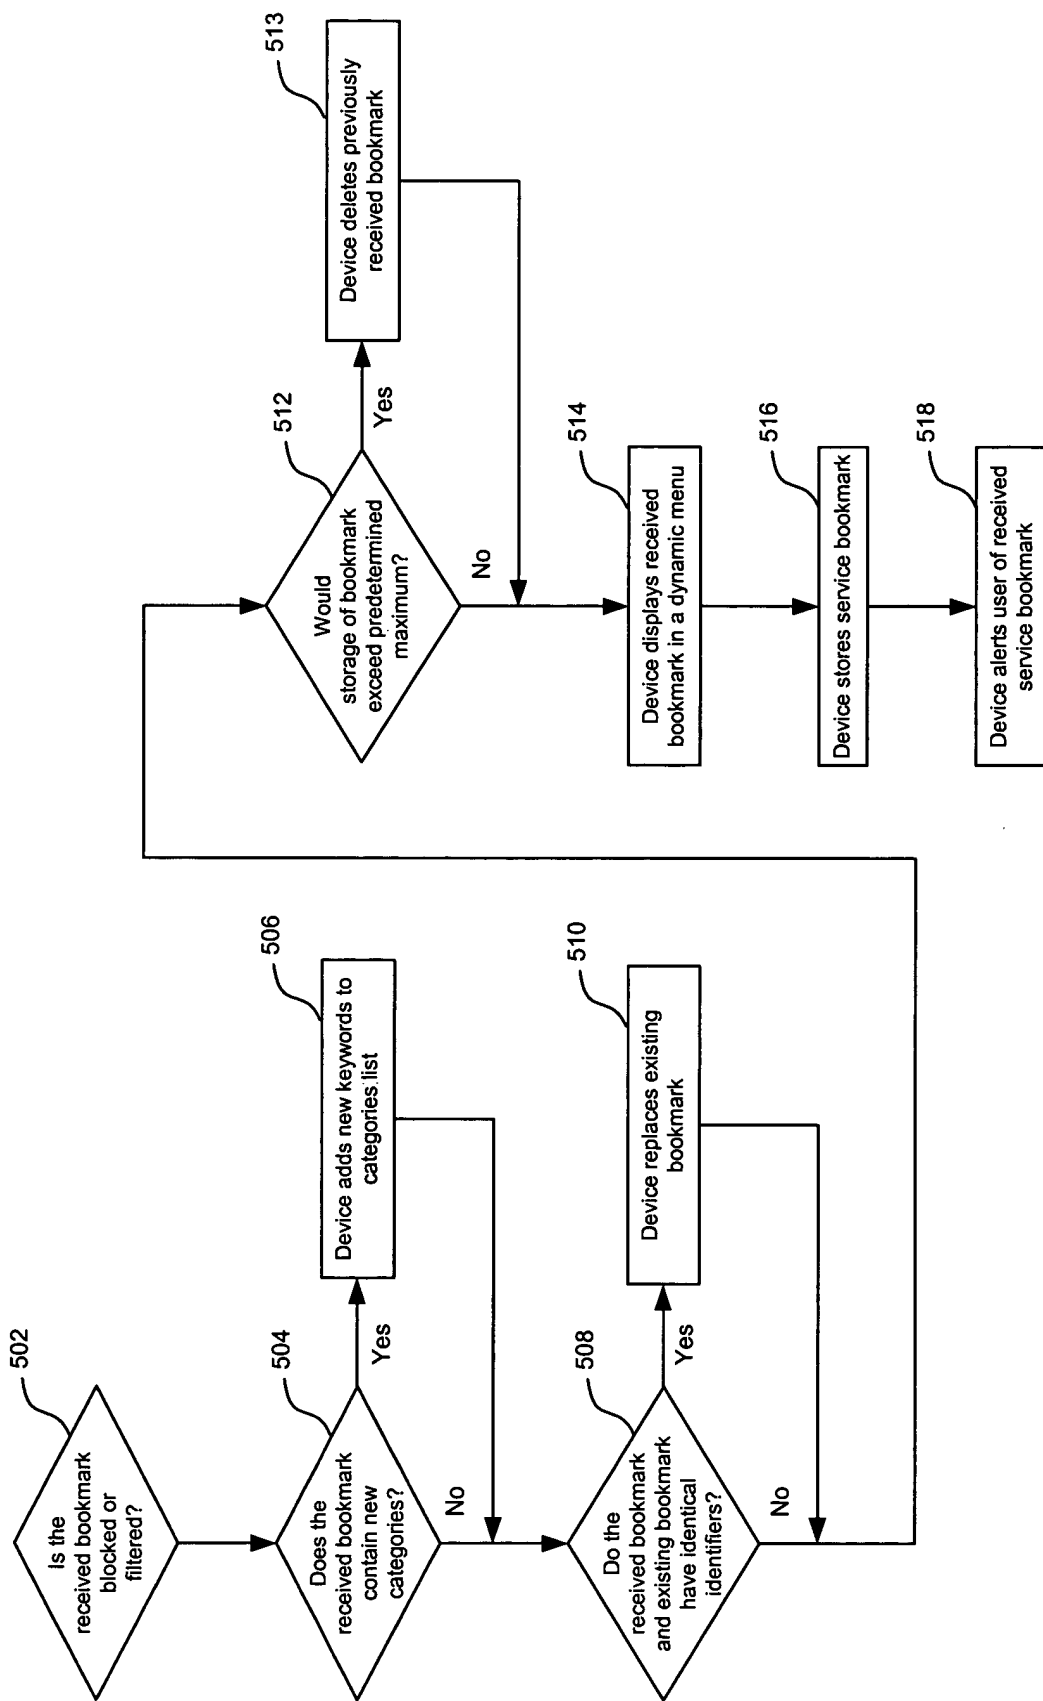 502
Is the
received bookmark
blocked or
filtered?
504
Does the
received bookmark
contain new
categories?
Yes
No
506
Device adds new keywords to
categories list
508
Do the
received bookmark
and existing bookmark
have identical
identifiers?
Yes
No
510
Device replaces existing
bookmark
512
Would
storage of bookmark
exceed predetermined
maximum?
Yes
No
513
Device deletes previously
received bookmark
514
Device displays received
bookmark in a dynamic menu
516
Device stores service bookmark
518
Device alerts user of received
service bookmark